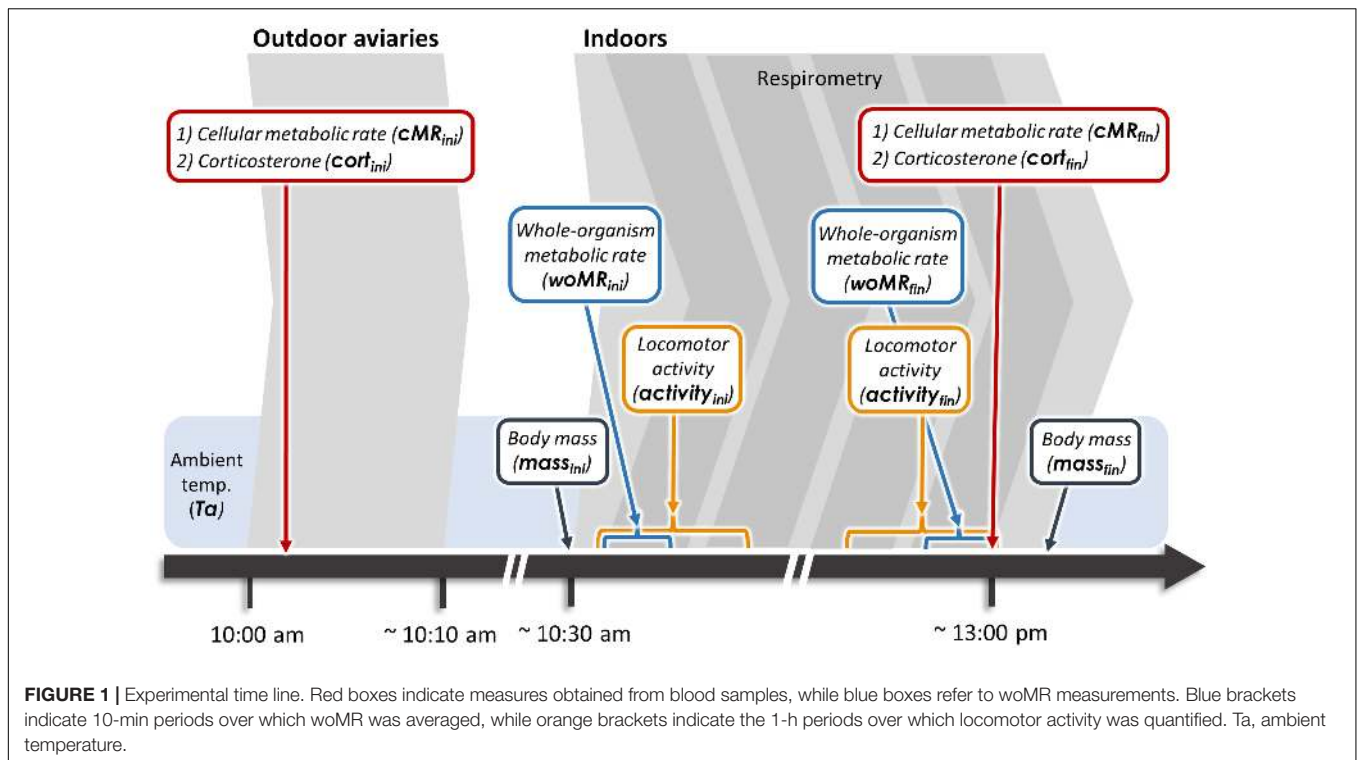 Outdoor aviaries
Indoors
Respirometry
1) Cellular metabolic rate (cMRini)
2) Corticosterone (cortini)
1) Cellular metabolic rate (cMRfin)
2) Corticosterone (cortfin)
Whole-organism
metabolic rate
(woMRini)
Whole-organism
metabolic rate
(woMRfin)
Locomotor
activity
(activityini)
Locomotor
activity
(activityfin)
Ambient
temp.
(Ta)
Body mass
(massini)
Body mass
(massfin)
10:00 am
~ 10:10 am
~ 10:30 am
~ 13:00 pm
FIGURE 1 | Experimental time line. Red boxes indicate measures obtained from blood samples, while blue boxes refer to woMR measurements. Blue brackets
indicate 10-min periods over which woMR was averaged, while orange brackets indicate the 1-h periods over which locomotor activity was quantified. Ta, ambient
temperature.